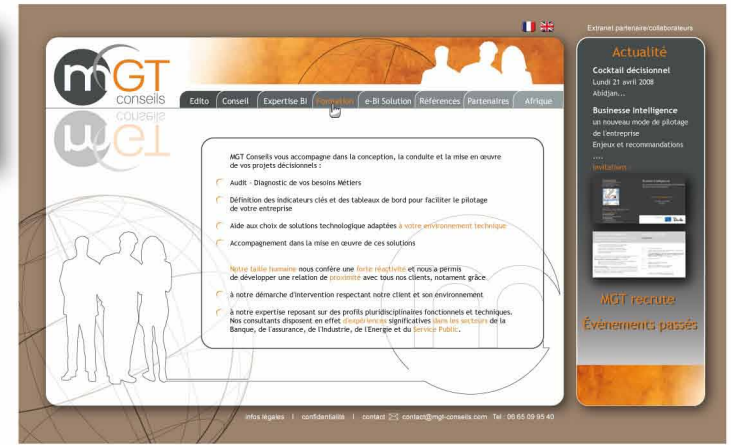 Extranet partenaire/collaborateurs
mGT
conseils
Edito Conseil Expertise BI Formation e-BI Solution Références Partenaires Afrique
MGT Conseils vous accompagne dans la conception, la conduite et la mise en œuvre
de vos projets décisionnels :
Audit - Diagnostic de vos besoins Métiers
Définition des indicateurs clés et des tableaux de bord pour faciliter le pilotage
de votre entreprise
Aide aux choix de solutions technologique adaptées à votre environnement technique
Accompagnement dans la mise en œuvre de ces solutions
Notre taille humaine nous confère une forte réactivité et nous a permis
de développer une relation de proximité avec tous nos clients, notament grâce
à notre démarche d'intervention respectant notre client et son environnement
à notre expertise reposant sur des profils pluridisciplinaires fonctionnels et techniques.
Nos consultants disposent en effet d'expériences significatives dans les secteurs de la
Banque, de l'assurance, de l'Industrie, de l'Energie et du Service Public.
Actualité
Cocktail décisionnel
Lundi 21 avril 2008
Abidjan...
Businesse Intelligence
un nouveau mode de pilotage
de l'entreprise
Enjeux et recommandations
....
Invitations :
MGT recrute
Évènements passés
infos légales I confidentialité I contact contact@mgt-conseils.com Tel : 06 65 09 95 40